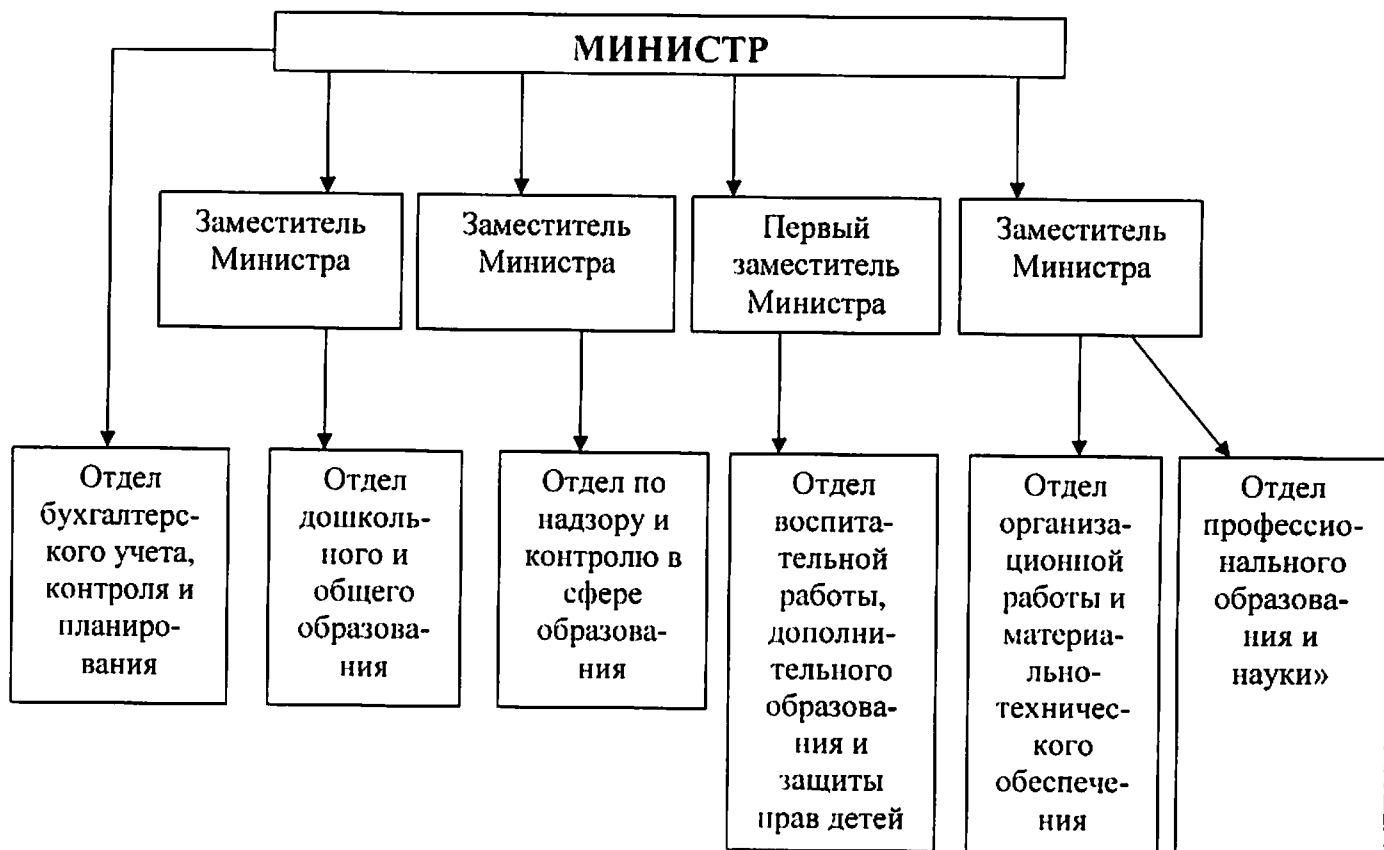 МИНИСТР
Заместитель
Министра
Заместитель
Министра
Первый
заместитель
Министра
Заместитель
Министра
Отдел
бухгалтерс-
кого учета,
контроля и
планиро-
вания
Отдел
дошколь-
ного и
общего
образова-
ния
Отдел по
надзору и
контролю в
сфере
образова-
ния
Отдел
воспита-
тельной
работы,
дополни-
тельного
образова-
ния и
защиты
прав детей
Отдел
организа-
ционной
работы и
материа-
льно-
техничес-
кого
обеспече-
ния
Отдел
профессио-
нального
образова-
ния и
науки»